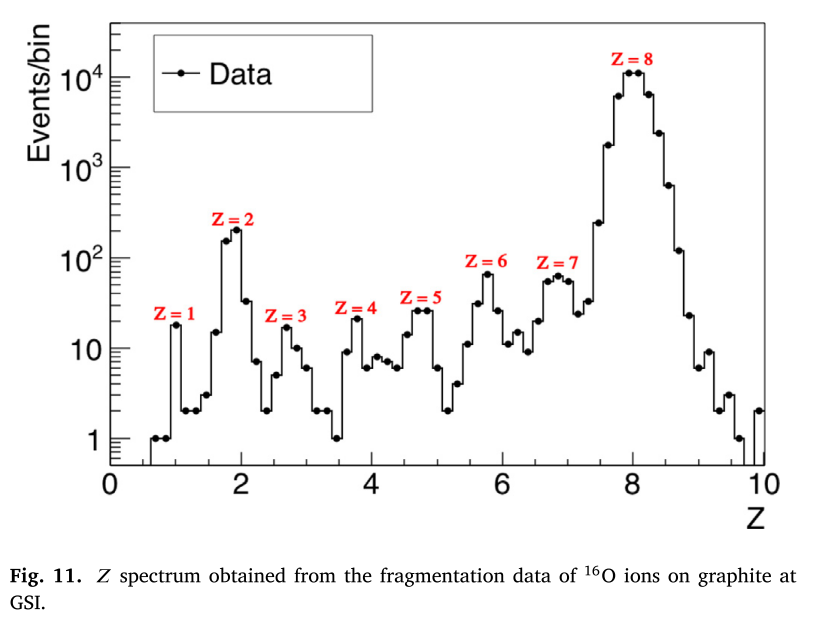 Events/bin
Data
10⁴
10³
10²
10
1
Z = 1
Z = 2
Z = 3
Z = 4
Z = 5
Z = 6
Z = 7
Z = 8
0 2 4 6 8 10
Z
Fig. 11. Z spectrum obtained from the fragmentation data of ¹⁶O ions on graphite at
GSI.